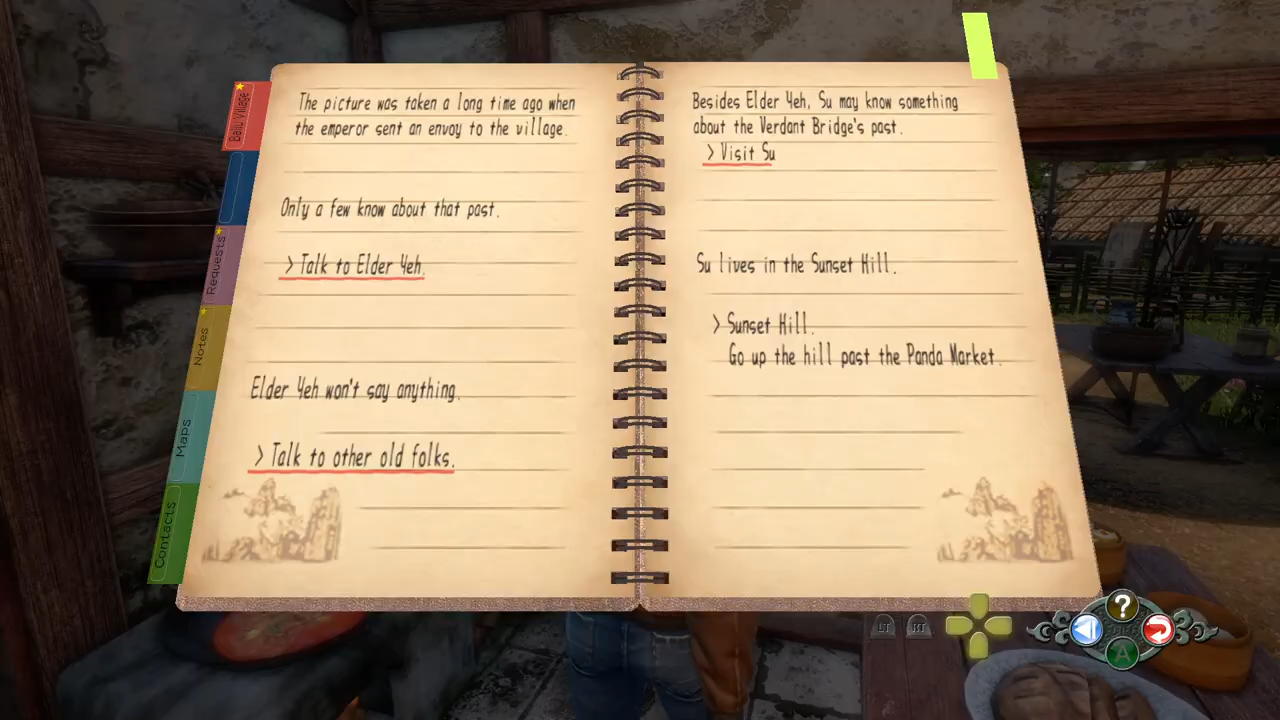 The picture was taken a long time ago when
the emperor sent an envoy to the village.
Only a few know about that past.
> Talk to Elder Yeh.
Elder Yeh won't say anything.
> Talk to other old folks.
Besides Elder Yeh, Su may know something
about the Verdant Bridge's past.
> Visit Su
Su lives in the Sunset Hill.
> Sunset Hill.
Go up the hill past the Panda Market.
Bailu Village
Requests
Notes
Maps
Contacts
LT
RT
?
A